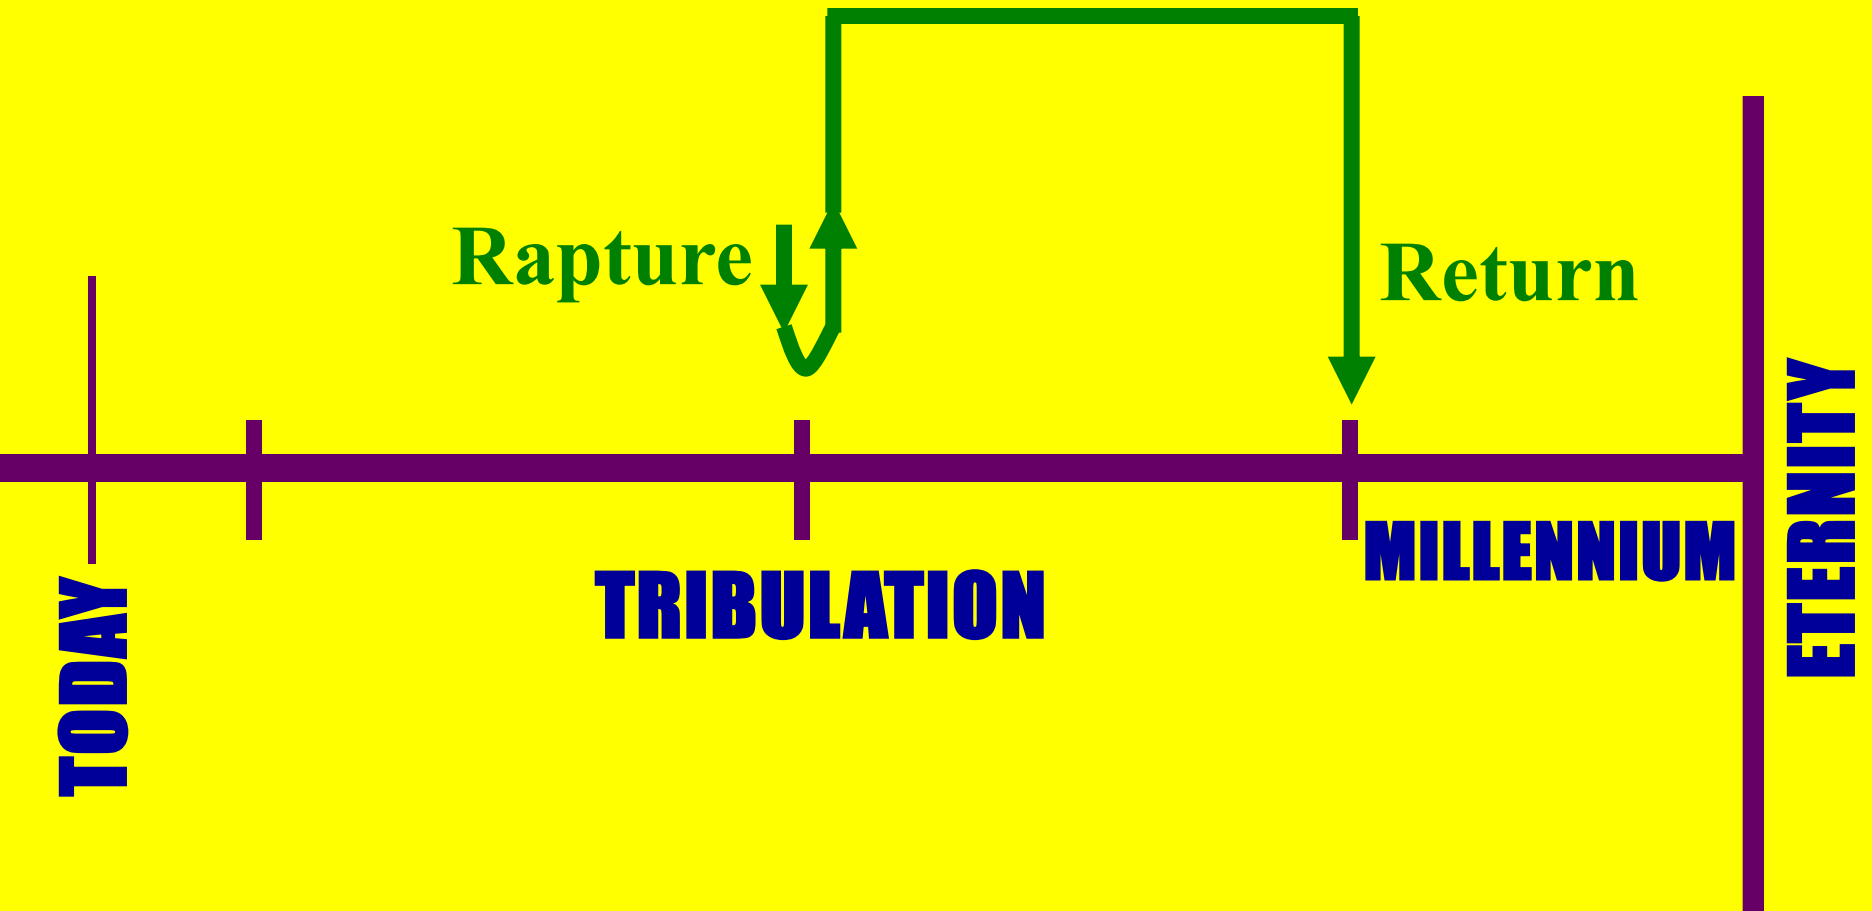 Rapture
Return
TODAY
TRIBULATION
MILLENNIUM
ETERNITY